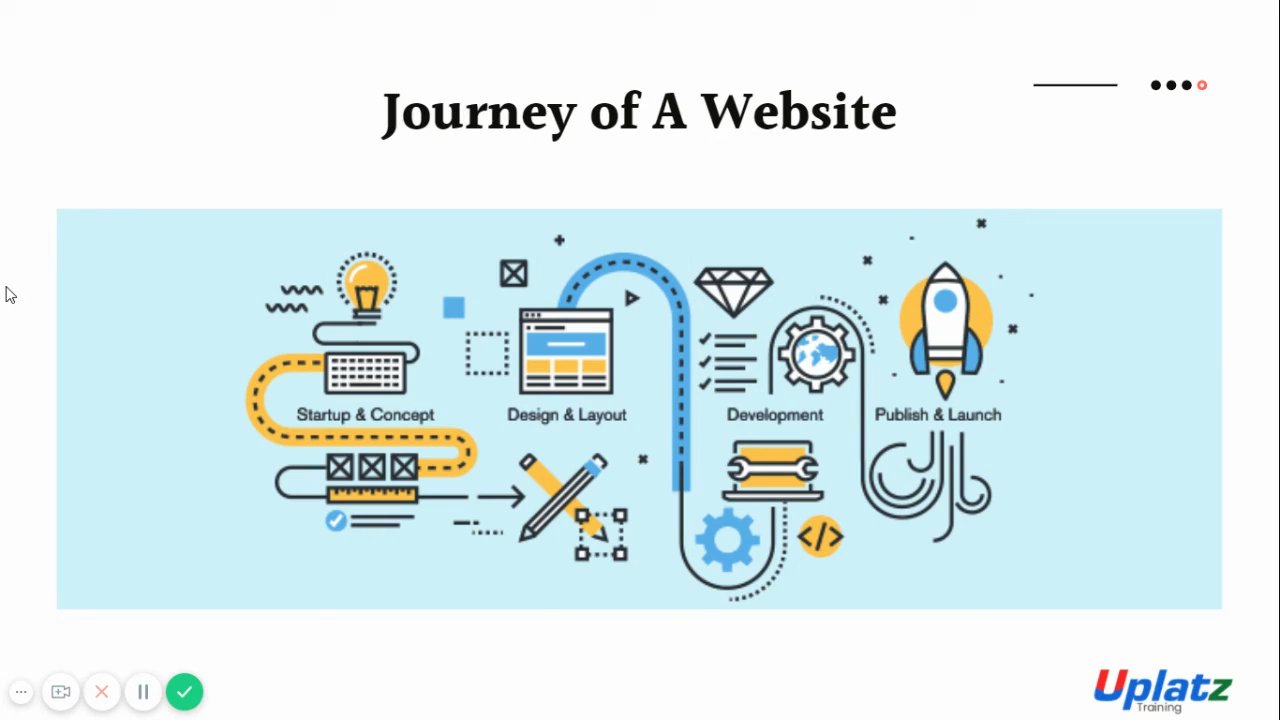 Journey of A Website
Startup & Concept
Design & Layout
Development
Publish & Launch
</>
Uplatz
Training